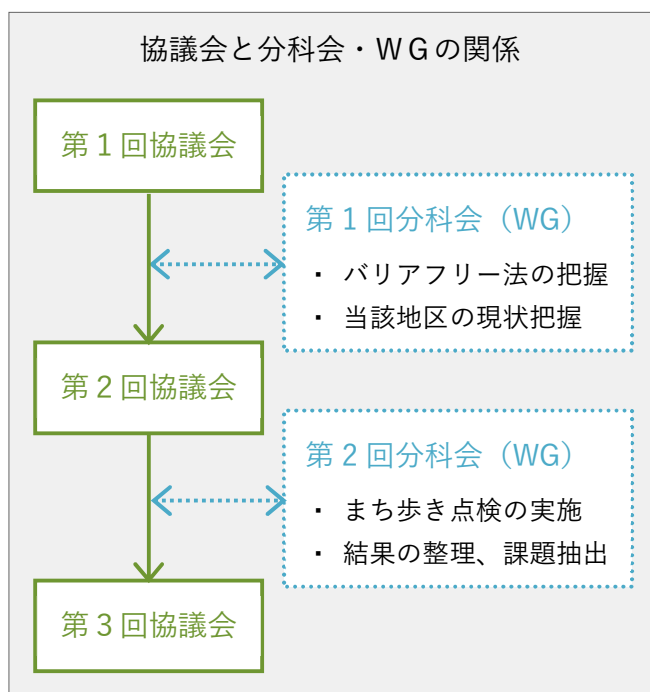 協議会と分科会・ＷＧの関係
第１回協議会
第１回分科会（WG）
・ バリアフリー法の把握
・ 当該地区の現状把握
第２回協議会
第２回分科会（WG）
・ まち歩き点検の実施
・ 結果の整理、課題抽出
第３回協議会